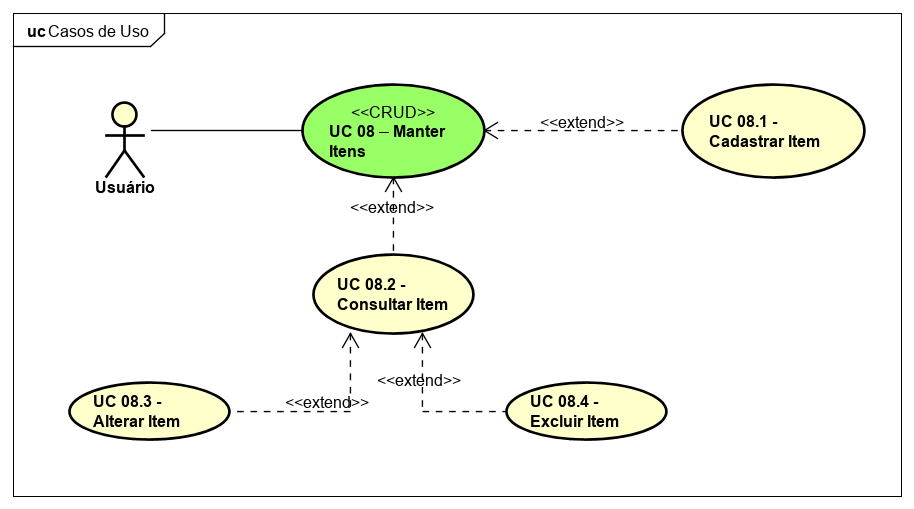 uc Casos de Uso
<<CRUD>>
UC 08 – Manter
Itens
<<extend>>
UC 08.1 -
Cadastrar Item
Usuário
<<extend>>
UC 08.2 -
Consultar Item
<<extend>>
<<extend>>
UC 08.3 -
Alterar Item
UC 08.4 -
Excluir Item